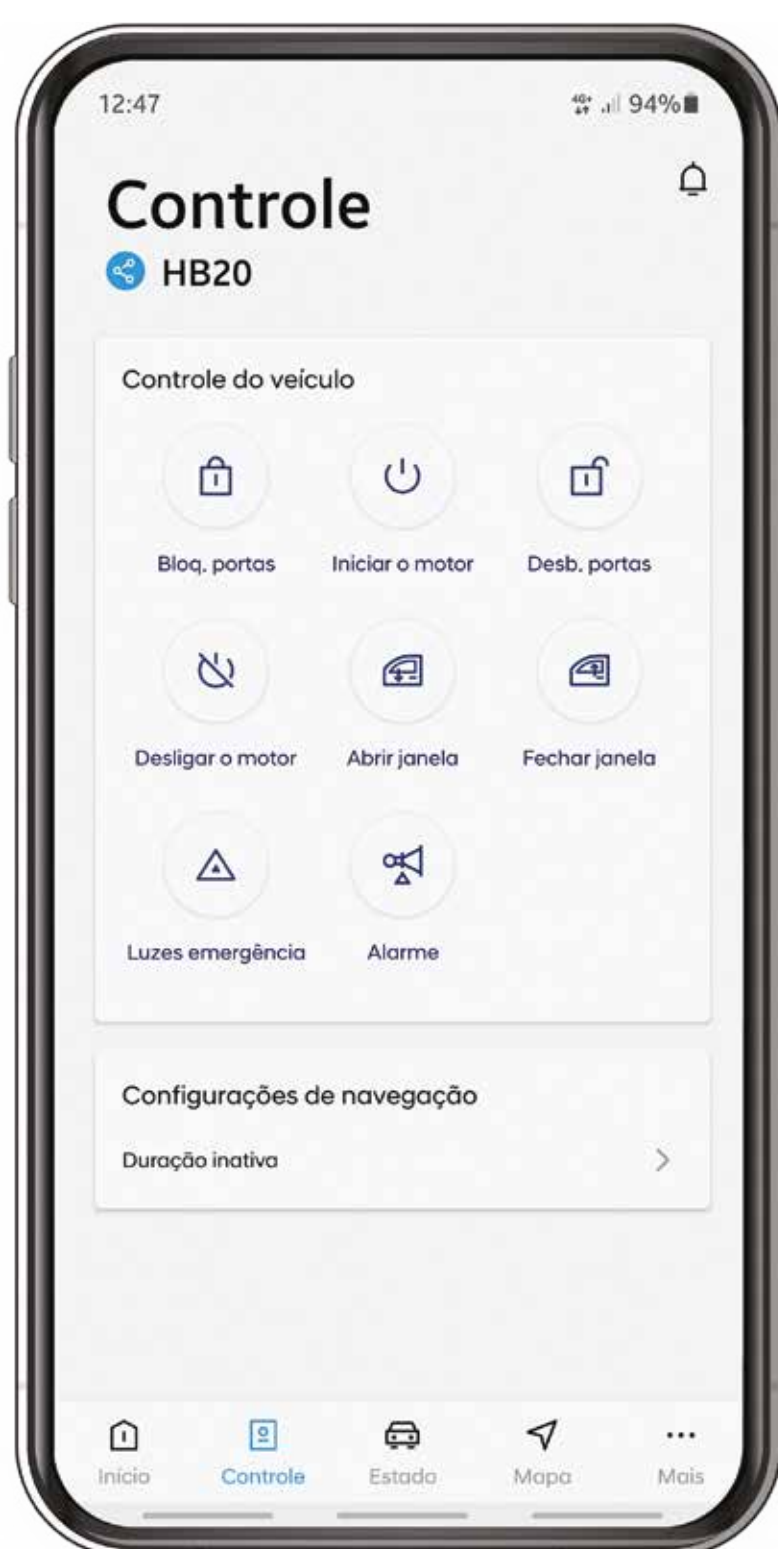 12:47
4G+ 94%
Controle
HB20
Controle do veículo
Bloq. portas Iniciar o motor Desb. portas
Desligar o motor Abrir janela Fechar janela
Luzes emergência Alarme
Configurações de navegação
Duração inativa
Início Controle Estado Mapa Mais